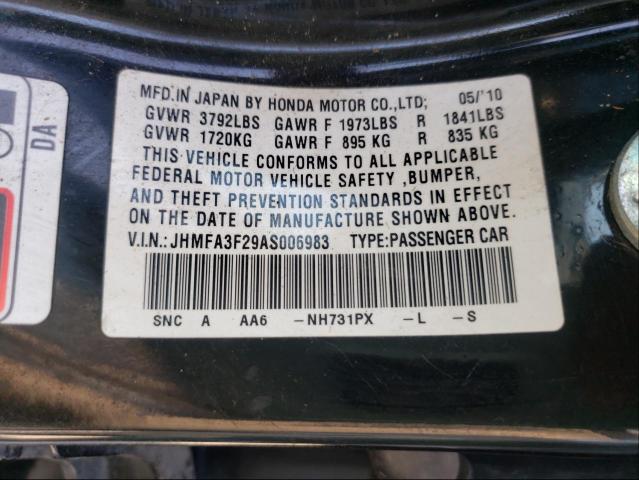 DA
MFD.IN JAPAN BY HONDA MOTOR CO.,LTD; 05/'10
GVWR 3792LBS GAWR F 1973LBS R 1841LBS
GVWR 1720KG GAWR F 895 KG R 835 KG
THIS VEHICLE CONFORMS TO ALL APPLICABLE
FEDERAL MOTOR VEHICLE SAFETY ,BUMPER,
AND THEFT PREVENTION STANDARDS IN EFFECT
ON THE DATE OF MANUFACTURE SHOWN ABOVE.
V.I.N.:JHMFA3F29AS006983 TYPE:PASSENGER CAR
SNC A AA6 -NH731PX -L -S